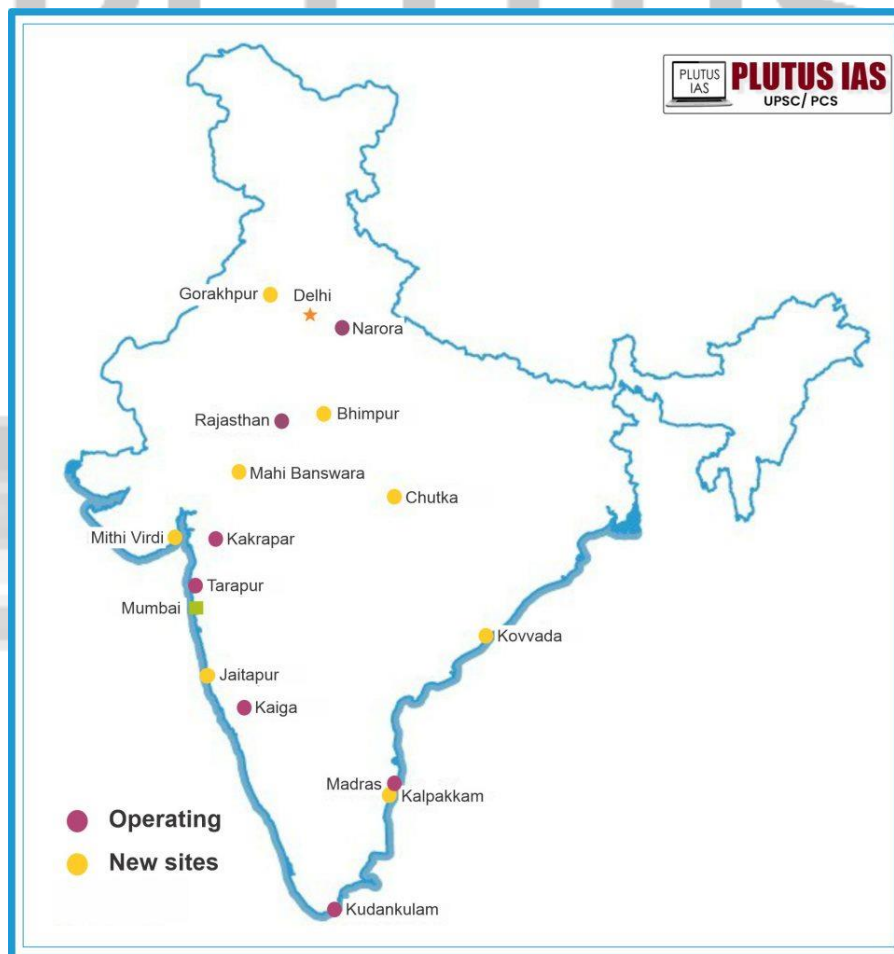 PLUTUS
IAS
PLUTUS IAS
UPSC/ PCS
Gorakhpur
Delhi
Narora
Rajasthan
Bhimpur
Mahi Banswara
Chutka
Mithi Virdi
Kakrapar
Tarapur
Mumbai
Kovvada
Jaitapur
Kaiga
Madras
Kalpakkam
Operating
New sites
Kudankulam